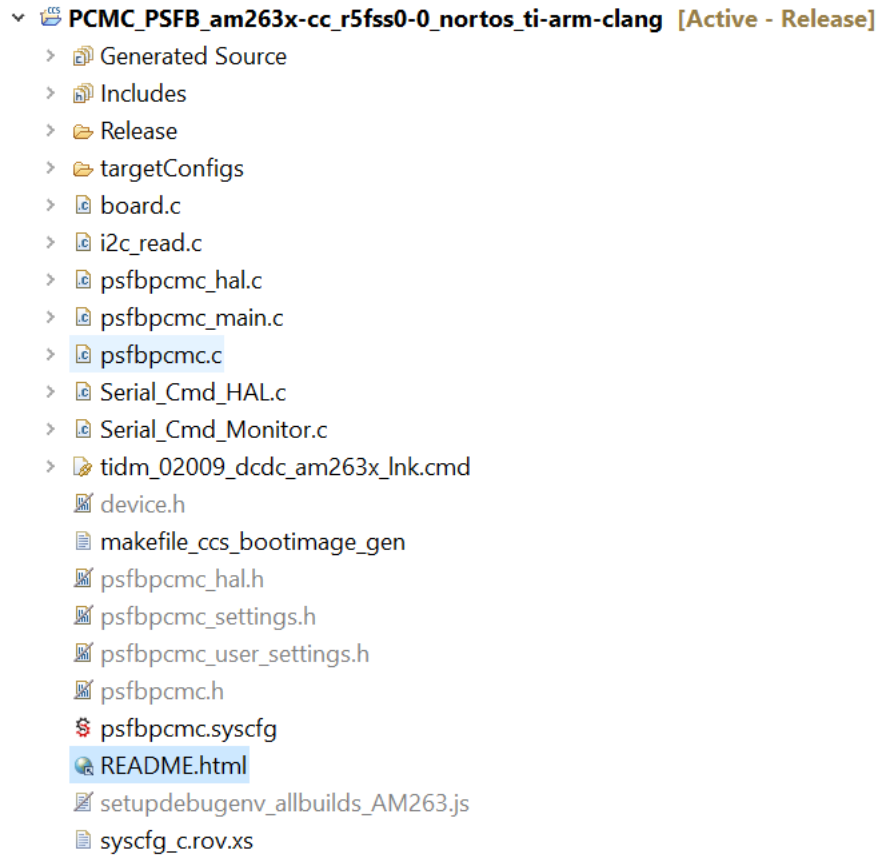 PCMC_PSFB_am263x-cc_r5fss0-0_nortos_ti-arm-clang [Active - Release]
Generated Source
Includes
Release
targetConfigs
board.c
i2c_read.c
psfbpcmc_hal.c
psfbpcmc_main.c
psfbpcmc.c
Serial_Cmd_HAL.c
Serial_Cmd_Monitor.c
tidm_02009_dcdc_am263x_lnk.cmd
device.h
makefile_ccs_bootimage_gen
psfbpcmc_hal.h
psfbpcmc_settings.h
psfbpcmc_user_settings.h
psfbpcmc.h
psfbpcmc.syscfg
README.html
setupdebugenv_allbuilds_AM263.js
syscfg_c.rov.xs